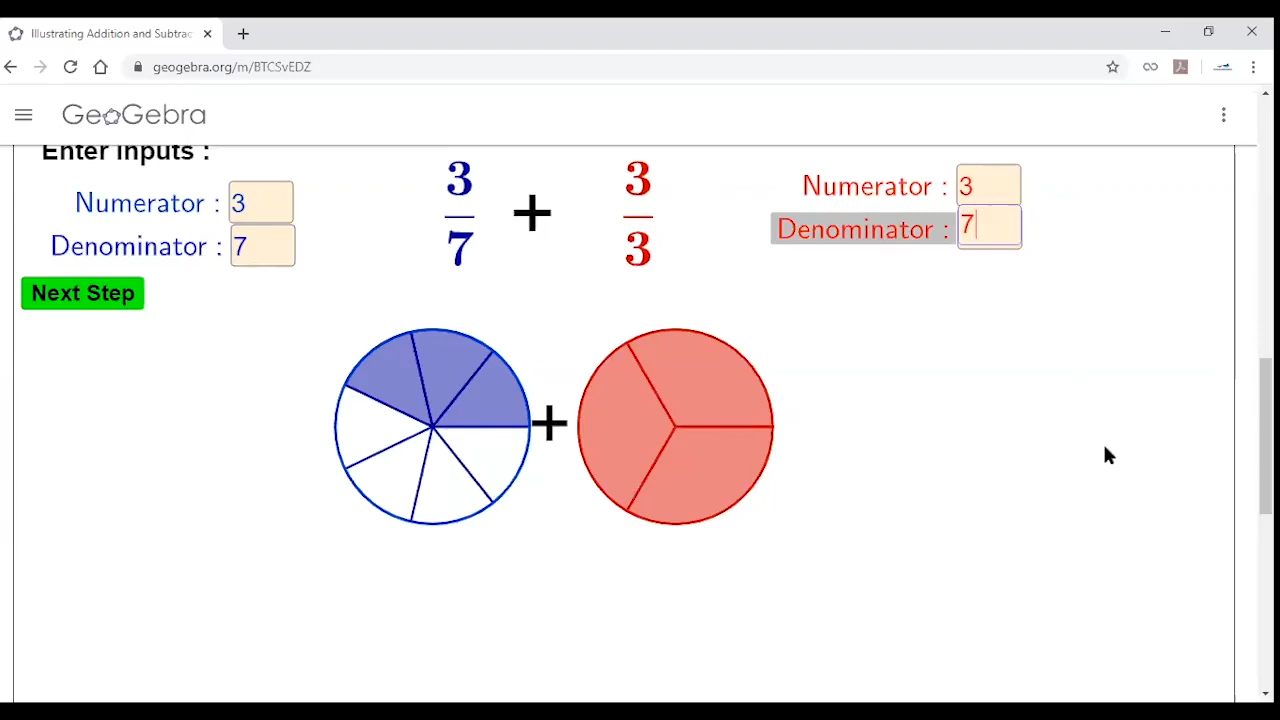 Illustrating Addition and Subtrac
geogebra.org/m/BTCSvEDZ
GeoGebra
Enter inputs :
Numerator : 3
Denominator : 7
3
7
+
3
3
Numerator : 3
Denominator : 7
Next Step
+